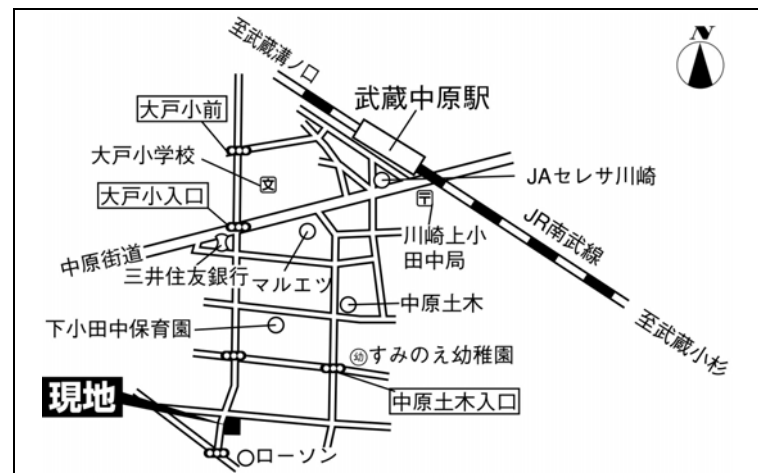 N
至武蔵溝ノ口
武蔵中原駅
大戸小前
大戸小学校
文
JAセレサ川崎
大戸小入口
〒
川崎上小
田中局
JR南武線
中原街道
三井住友銀行
マルエツ
中原土木
下小田中保育園
至武蔵小杉
幼
すみのえ幼稚園
現地
中原土木入口
ローソン